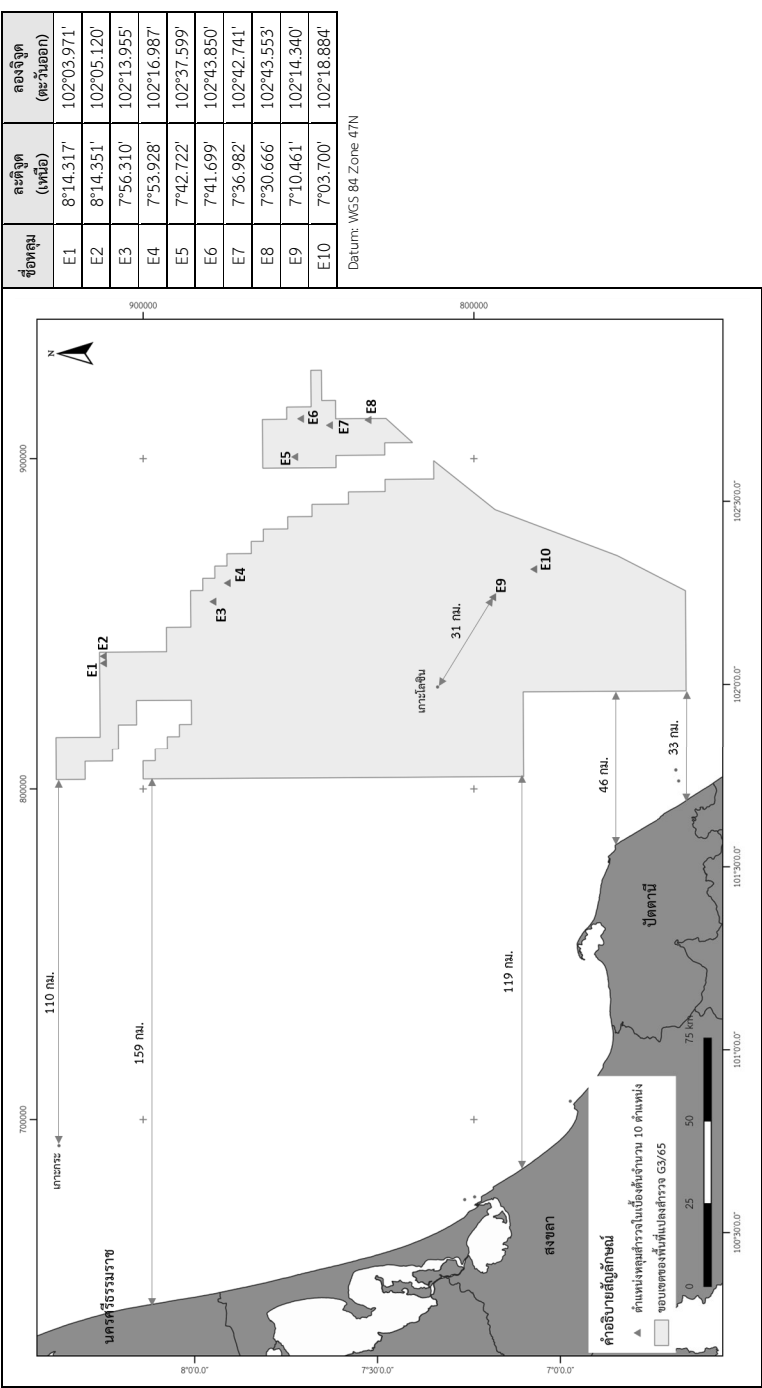 ชื่อหลุม ละติจูด (เหนือ) ลองจิจูด (ตะวันออก)
E1 8°14.317' 102°03.971'
E2 8°14.351' 102°05.120'
E3 7°56.310' 102°13.955'
E4 7°53.928' 102°16.987'
E5 7°42.722' 102°37.599'
E6 7°41.699' 102°43.850'
E7 7°36.982' 102°42.741'
E8 7°30.666' 102°43.553'
E9 7°10.461' 102°14.340'
E10 7°03.700' 102°18.884'
Datum: WGS 84 Zone 47N
700000
800000
900000
900000
800000
N
E1
E2
E3
E4
E5
E6
E7
E8
E9
E10
เกาะกระ
110 กม.
159 กม.
119 กม.
เกาะโลซิน
31 กม.
46 กม.
33 กม.
นครศรีธรรมราช
สงขลา
ปัตตานี
8°0'0.0"
7°30'0.0"
7°0'0.0"
100°30'0.0"
101°0'0.0"
101°30'0.0"
102°0'0.0"
102°30'0.0"
คำอธิบายสัญลักษณ์
ตำแหน่งหลุมสำรวจในเบื้องต้นจำนวน 10 ตำแหน่ง
ขอบเขตของพื้นที่แปลงสำรวจ G3/65
0 25 50 75 km